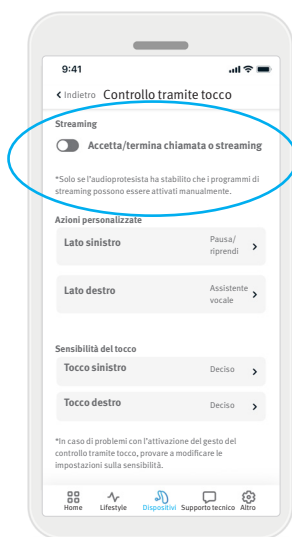 9:41
Indietro Controllo tramite tocco
Streaming
Accetta/termina chiamata o streaming
*Solo se l'audioprotesista ha stabilito che i programmi di
streaming possono essere attivati manualmente.
Azioni personalizzate
Lato sinistro Pausa/
riprendi
Lato destro Assistente
vocale
Sensibilità del tocco
Tocco sinistro Deciso
Tocco destro Deciso
*In caso di problemi con l'attivazione del gesto del
controllo tramite tocco, provare a modificare le
impostazioni sulla sensibilità.
Home Lifestyle Dispositivi Supporto tecnico Altro